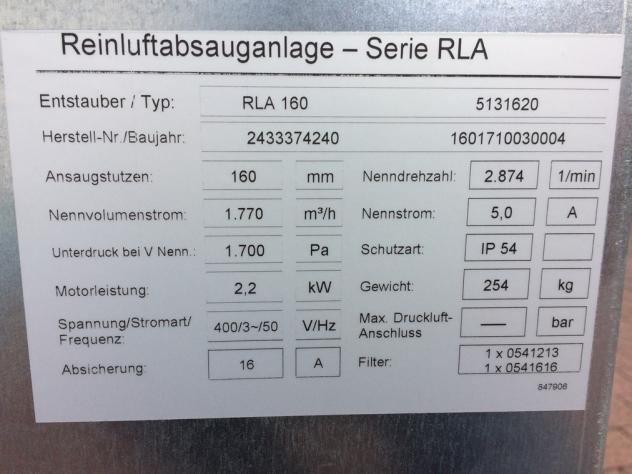 Reinluftabsauganlage – Serie RLA
Entstauber / Typ: RLA 160 5131620
Herstell-Nr./Baujahr: 2433374240 1601710030004
Ansaugstutzen: 160 mm Nenndrehzahl: 2.874 1/min
Nennvolumenstrom: 1.770 m³/h Nennstrom: 5,0 A
Unterdruck bei V Nenn.: 1.700 Pa Schutzart: IP 54
Motorleistung: 2,2 kW Gewicht: 254 kg
Spannung/Stromart/
Frequenz: 400/3~/50 V/Hz Max. Druckluft-
Anschluss — bar
Absicherung: 16 A Filter: 1 x 0541213
1 x 0541616
847906